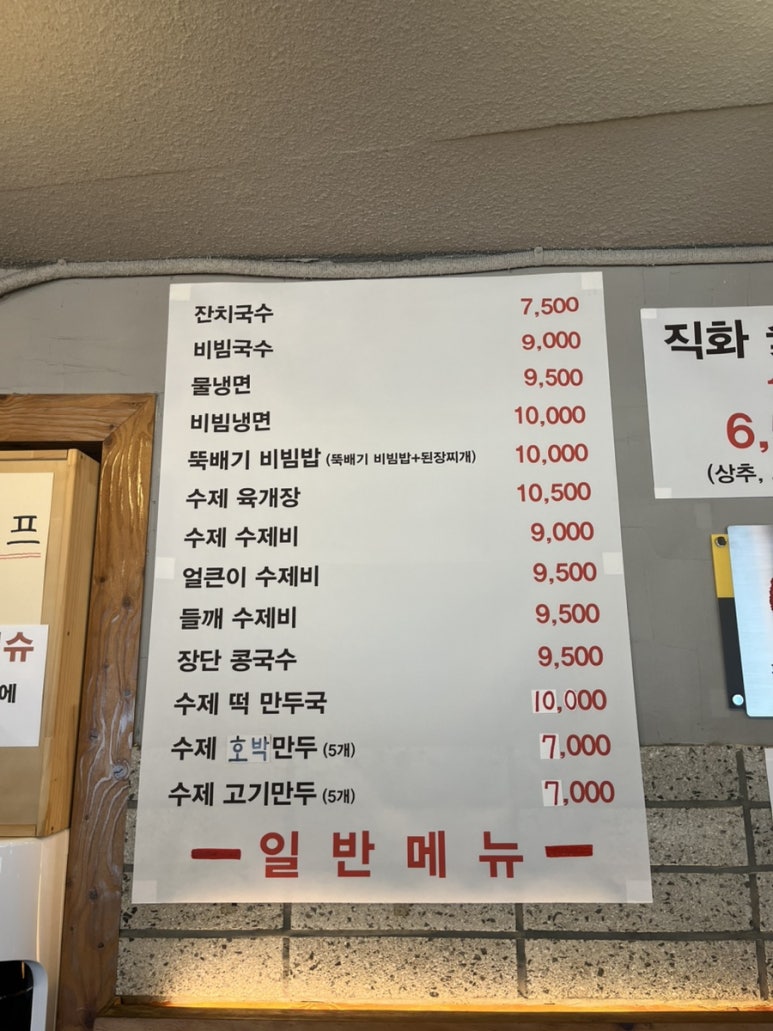 잔치국수 7,500
비빔국수 9,000
물냉면 9,500
비빔냉면 10,000
뚝배기 비빔밥 (뚝배기 비빔밥+된장찌개) 10,000
수제 육개장 10,500
수제 수제비 9,000
얼큰이 수제비 9,500
들깨 수제비 9,500
장단 콩국수 9,500
수제 떡 만두국 10,000
수제 호박만두 (5개) 7,000
수제 고기만두 (5개) 7,000
일반메뉴
직화
6,
(상추,
프
슈
에